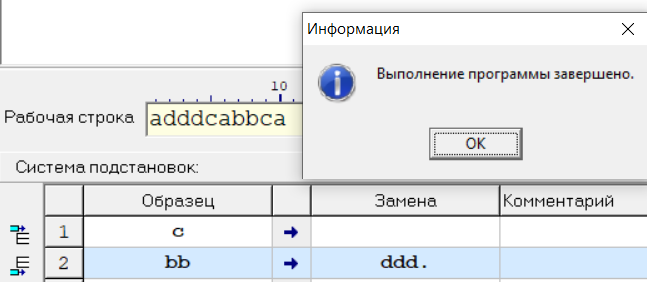 Информация
Выполнение программы завершено.
OK
10
Рабочая строка adddcabbca
Система подстановок:
Образец Замена Комментарий
1 c ➔
2 bb ➔ ddd.